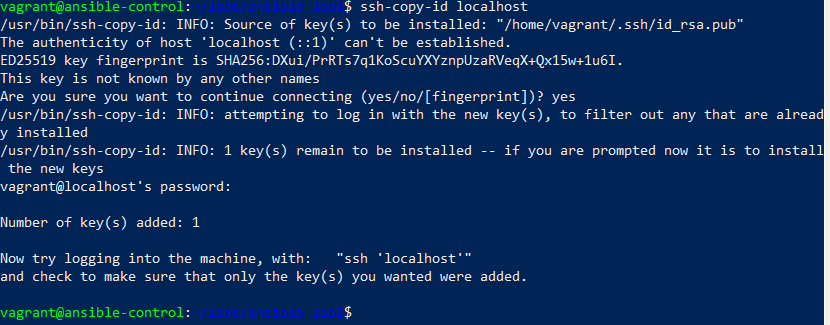 vagrant@ansible-control:~/labs/ansible-lab1$ ssh-copy-id localhost
/usr/bin/ssh-copy-id: INFO: Source of key(s) to be installed: "/home/vagrant/.ssh/id_rsa.pub"
The authenticity of host 'localhost (::1)' can't be established.
ED25519 key fingerprint is SHA256:DXui/PrRTs7q1KoScuYXYznpUzaRVeqX+Qx15w+1u6I.
This key is not known by any other names
Are you sure you want to continue connecting (yes/no/[fingerprint])? yes
/usr/bin/ssh-copy-id: INFO: attempting to log in with the new key(s), to filter out any that are alread
y installed
/usr/bin/ssh-copy-id: INFO: 1 key(s) remain to be installed -- if you are prompted now it is to install
 the new keys
vagrant@localhost's password:
Number of key(s) added: 1
Now try logging into the machine, with:   "ssh 'localhost'"
and check to make sure that only the key(s) you wanted were added.
vagrant@ansible-control:~/labs/ansible-lab1$